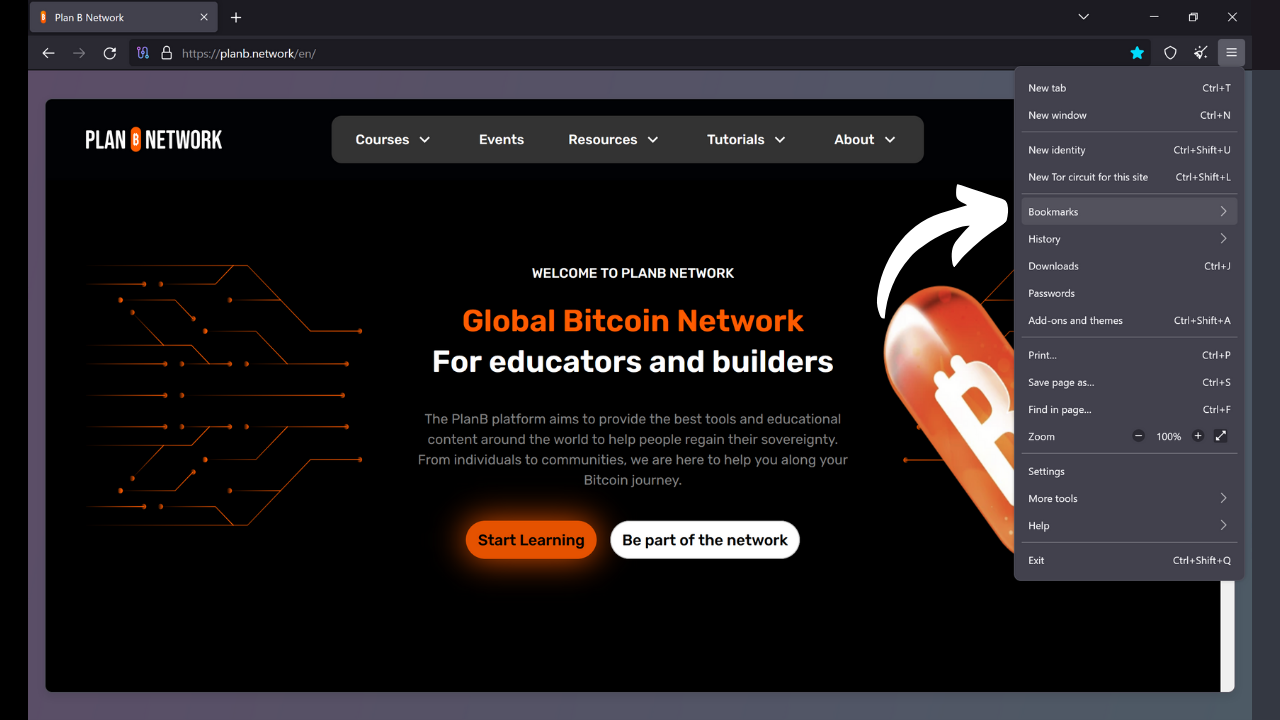 Plan B Network
https://planb.network/en/
PLAN B NETWORK
Courses
Events
Resources
Tutorials
About
WELCOME TO PLANB NETWORK
Global Bitcoin Network
For educators and builders
The PlanB platform aims to provide the best tools and educational
content around the world to help people regain their sovereignty.
From individuals to communities, we are here to help you along your
Bitcoin journey.
Start Learning
Be part of the network
New tab Ctrl+T
New window Ctrl+N
New identity Ctrl+Shift+U
New Tor circuit for this site Ctrl+Shift+L
Bookmarks
History
Downloads Ctrl+J
Passwords
Add-ons and themes Ctrl+Shift+A
Print... Ctrl+P
Save page as... Ctrl+S
Find in page... Ctrl+F
Zoom 100%
Settings
More tools
Help
Exit Ctrl+Shift+Q